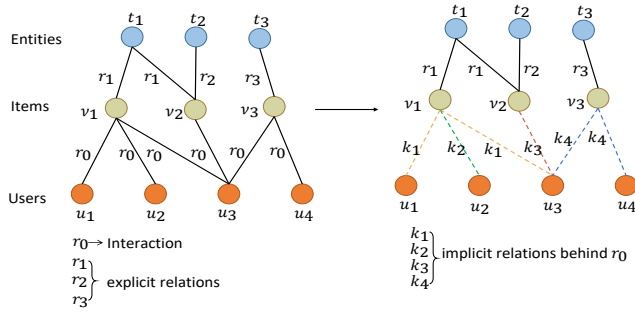 t1 t2 t3 t1 t2 t3
Entities
r1 r1 r2 r3 r1 r1 r2 r3
Items v1 v2 v3 v1 v2 v3
r0 r0 r0 r0 r0 r0 k1 k2 k1 k3 k4 k4
Users
u1 u2 u3 u4 u1 u2 u3 u4
r0→ Interaction
r1
r2 explicit relations
r3
k1
k2 implicit relations behind r0
k3
k4